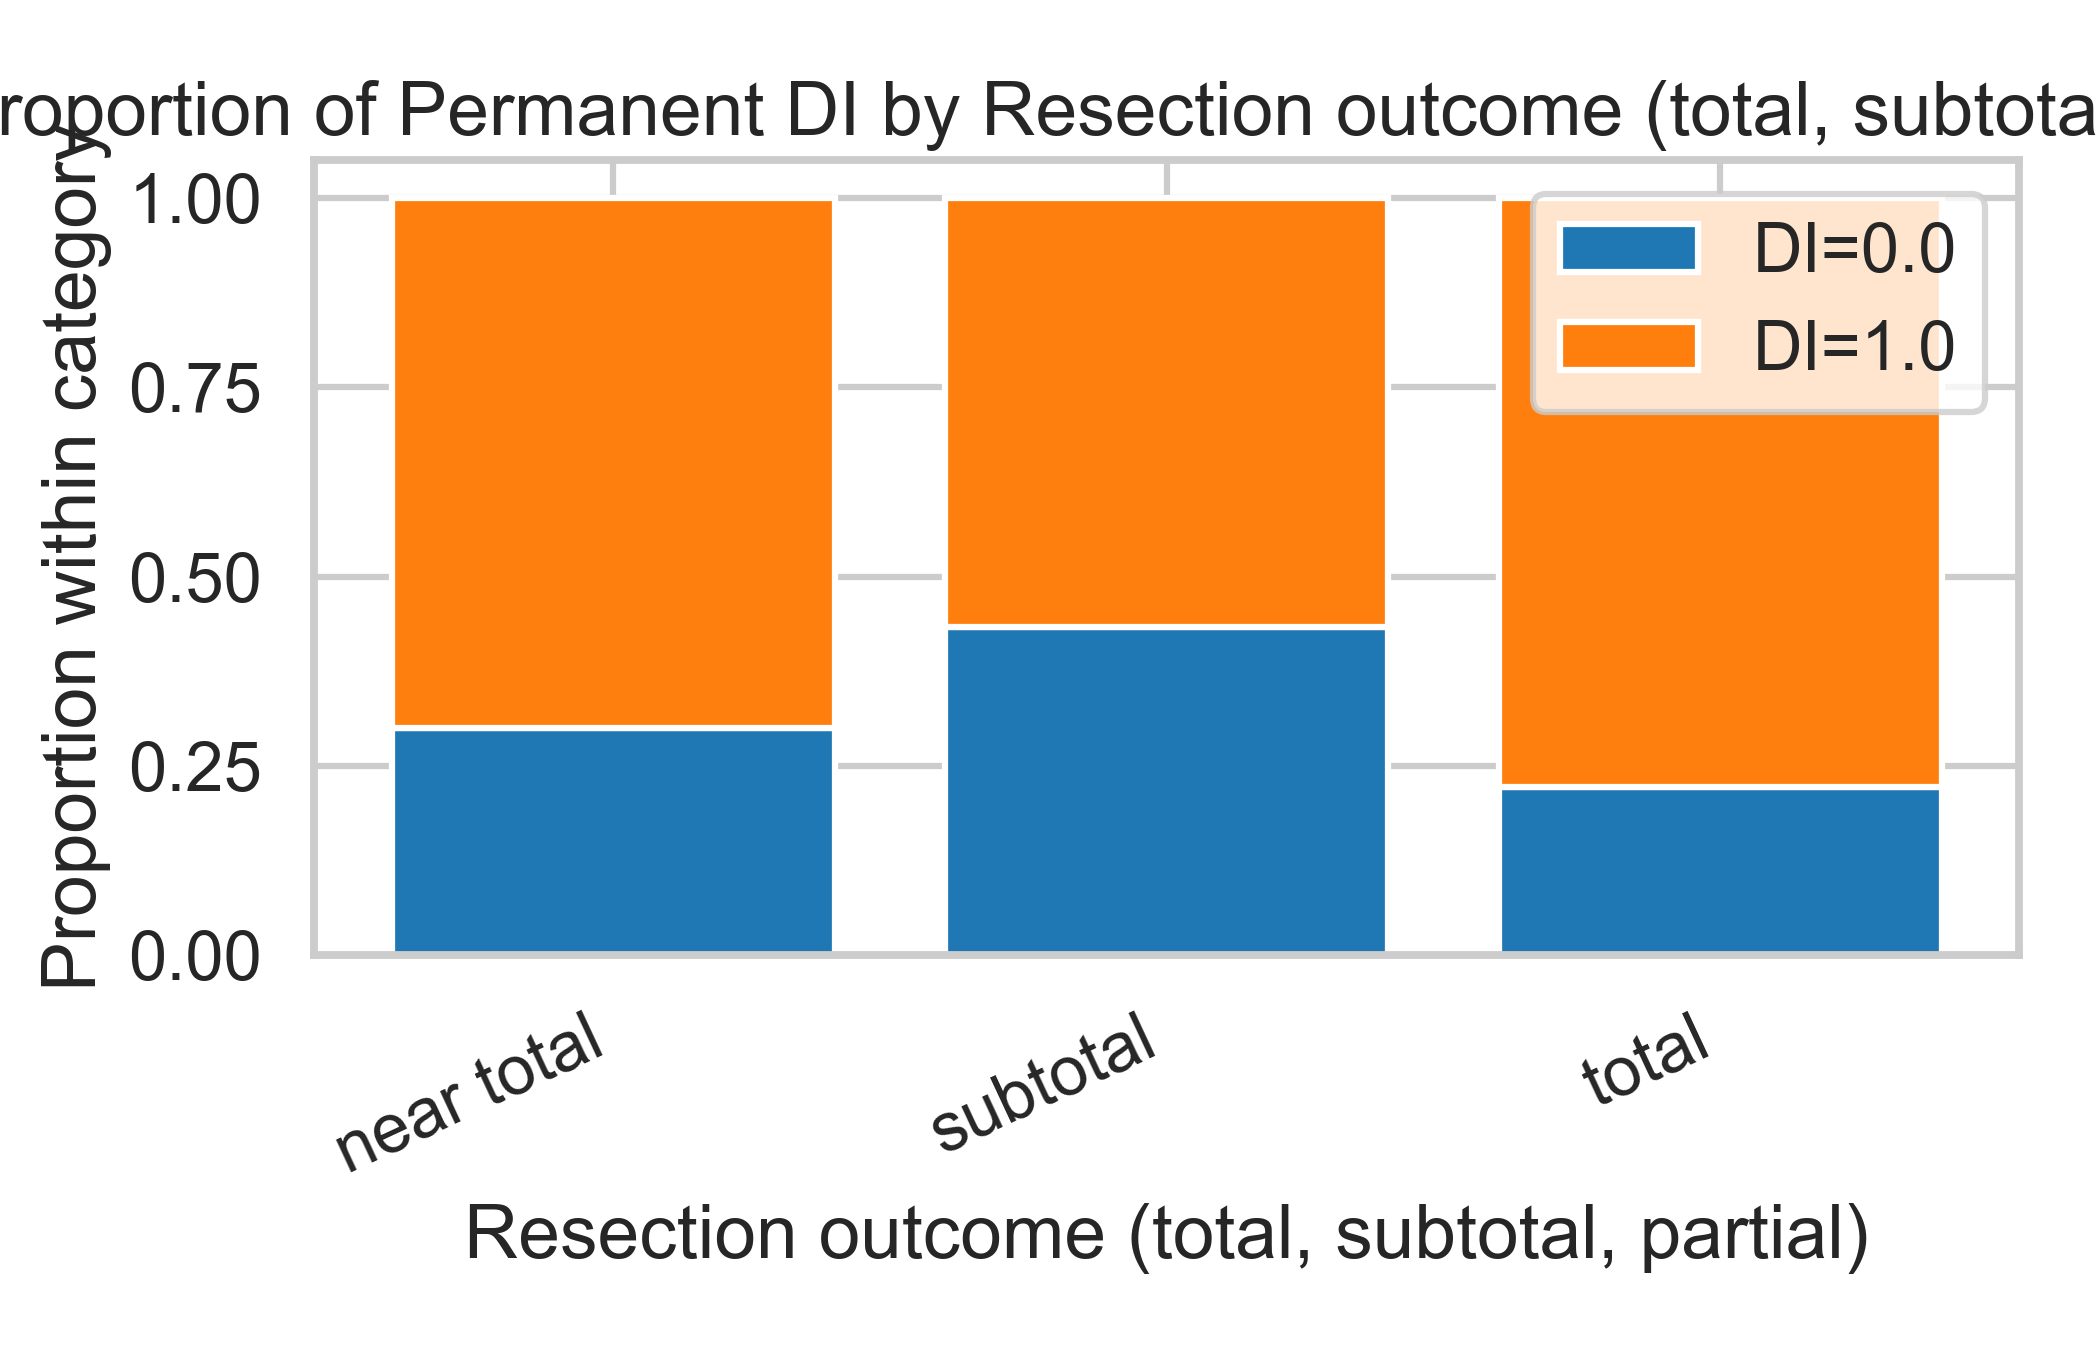 roportion of Permanent DI by Resection outcome (total, subtota
Proportion within category
1.00
0.75
0.50
0.25
0.00
DI=0.0
DI=1.0
near total
subtotal
total
Resection outcome (total, subtotal, partial)